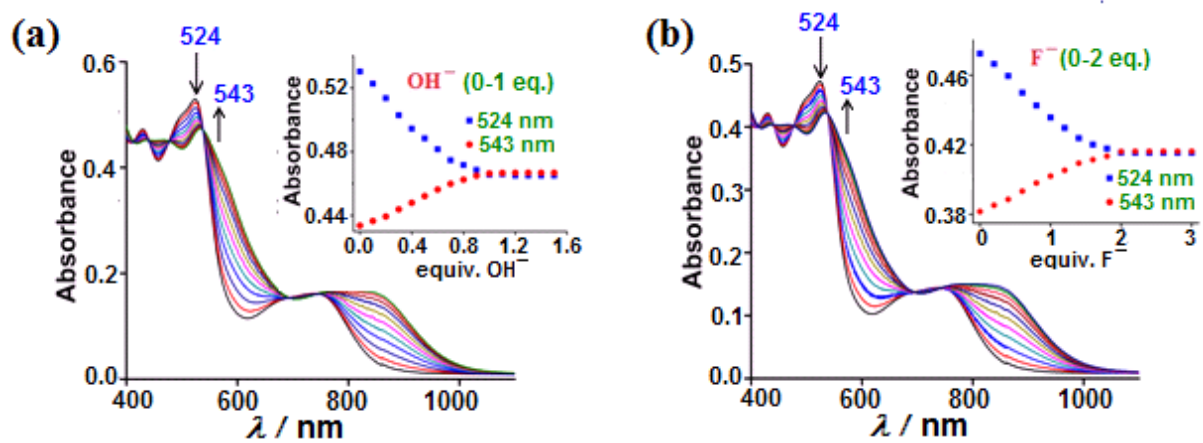 (a)
524
543
OH⁻ (0-1 eq.)
524 nm
543 nm
Absorbance
0.52
0.48
0.44
0.0 0.4 0.8 1.2 1.6
equiv. OH⁻
Absorbance
0.6
0.4
0.2
0.0
400 600 800 1000
λ / nm
(b)
524
543
F⁻ (0-2 eq.)
524 nm
543 nm
Absorbance
0.46
0.42
0.38
0 1 2 3
equiv. F⁻
Absorbance
0.5
0.4
0.3
0.2
0.1
0.0
400 600 800 1000
λ / nm